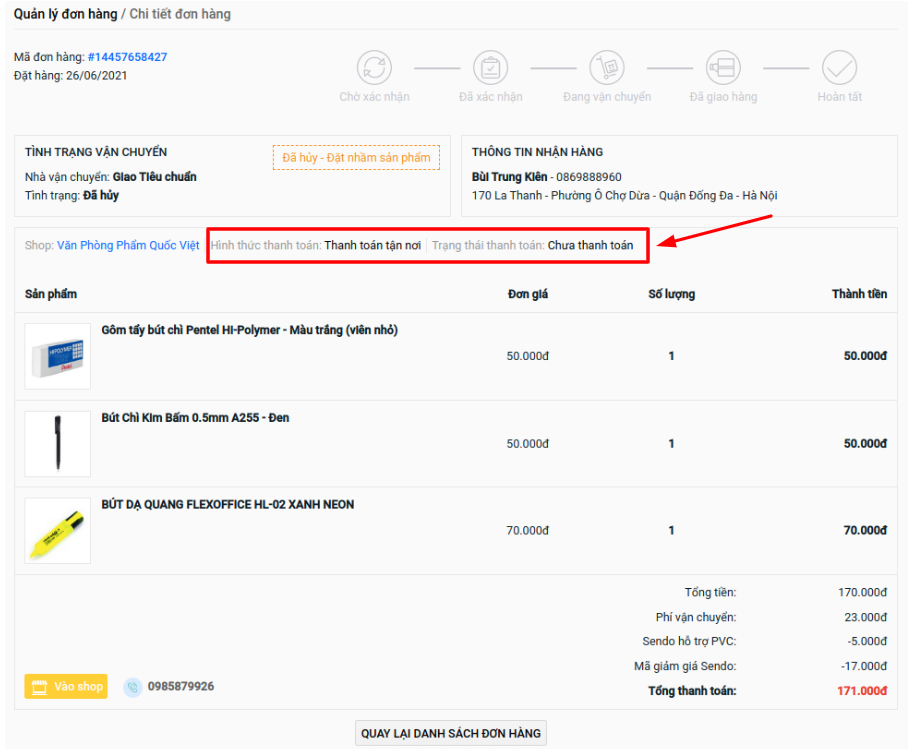 Quản lý đơn hàng / Chi tiết đơn hàng
Mã đơn hàng: #14457658427
Đặt hàng: 26/06/2021
Chờ xác nhận
Đã xác nhận
Đang vận chuyển
Đã giao hàng
Hoàn tất
TÌNH TRẠNG VẬN CHUYỂN
Đã hủy - Đặt nhầm sản phẩm
Nhà vận chuyển: Giao Tiêu chuẩn
Tình trạng: Đã hủy
THÔNG TIN NHẬN HÀNG
Bùi Trung Kiên - 0869888960
170 La Thanh - Phường Ô Chợ Dừa - Quận Đống Đa - Hà Nội
Shop: Văn Phòng Phẩm Quốc Việt Hình thức thanh toán: Thanh toán tận nơi Trạng thái thanh toán: Chưa thanh toán
Sản phẩm Đơn giá Số lượng Thành tiền
Gôm tẩy bút chì Pentel Hi-Polymer - Màu trắng (viên nhỏ)
50.000đ 1 50.000đ
Bút Chì Kim Bấm 0.5mm A255 - Đen
50.000đ 1 50.000đ
BÚT DẠ QUANG FLEXOFFICE HL-02 XANH NEON
70.000đ 1 70.000đ
Tổng tiền: 170.000đ
Phí vận chuyển: 23.000đ
Sendo hỗ trợ PVC: -5.000đ
Mã giảm giá Sendo: -17.000đ
Tổng thanh toán: 171.000đ
Vào shop 0985879926
QUAY LẠI DANH SÁCH ĐƠN HÀNG